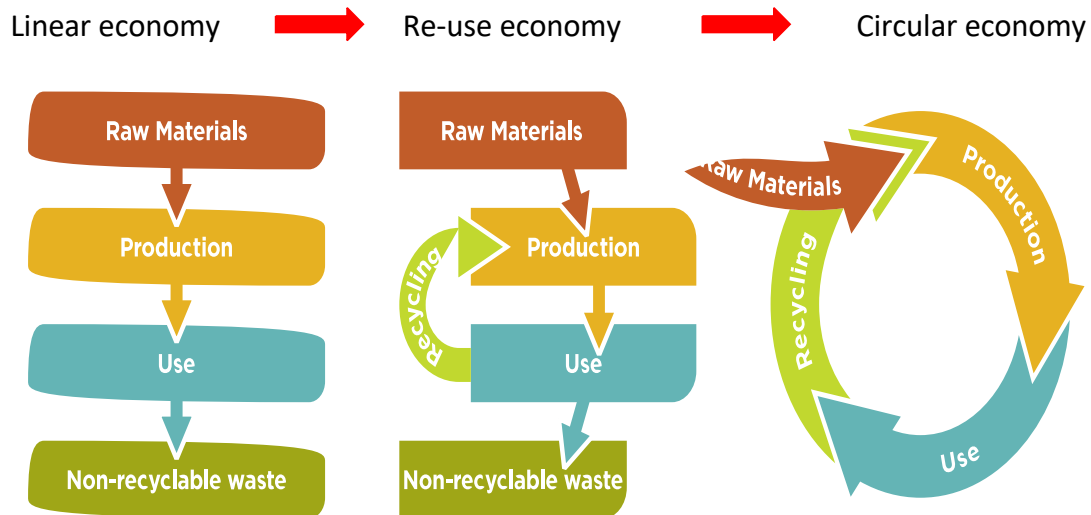 Linear economy
Re-use economy
Circular economy
Raw Materials
Production
Use
Non-recyclable waste
Raw Materials
Production
Recycling
Use
Non-recyclable waste
Raw Materials
Production
Recycling
Use